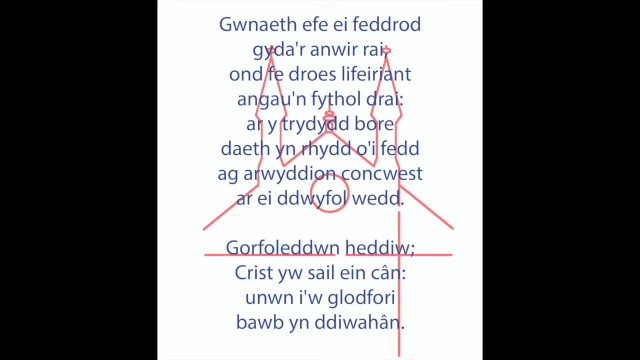 Gwnaeth efe ei feddrod
gyda'r anwir rai,
ond fe droes lifeiriant
angau'n fythol drai:
ar y trydydd bore
daeth yn rhydd o'i fedd
ag arwyddion concwest
ar ei ddwyfol wedd.
Gorfoleddwn heddiw;
Crist yw sail ein cân:
unwn i'w glodfori
bawb yn ddiwahân.